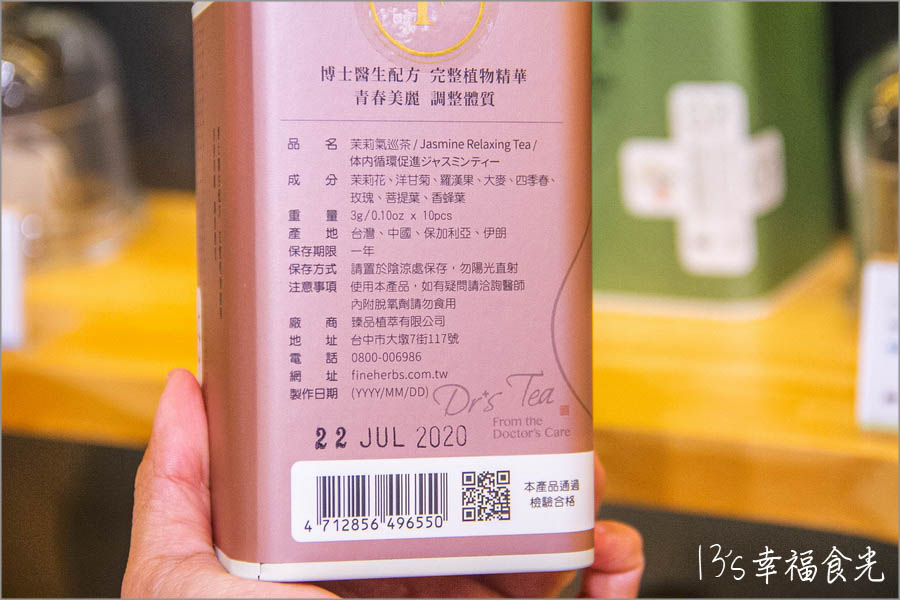 博士醫生配方 完整植物精華
青春美麗 調整體質
品 名 茉莉氣巡茶/Jasmine Relaxing Tea/
体內循環促進ジャスミンティー
成 分 茉莉花、洋甘菊、羅漢果、大麥、四季春、
玫瑰、菩提葉、香蜂葉
重 量 3g/0.10oz x 10pcs
產 地 台灣、中國、保加利亞、伊朗
保存期限 一年
保存方式 請置於陰涼處保存，勿陽光直射
注意事項 使用本產品，如有疑問請洽詢醫師
內附脫氧劑請勿食用
廠 商 臻品植萃有限公司
地 址 台中市大墩7街117號
電 話 0800-006986
網 址 fineherbs.com.tw
製作日期 (YYYY/MM/DD)
Dr's Tea
From the
Doctor's Care
22 JUL 2020
4 712856 496550
本產品通過
檢驗合格
13's幸福食光